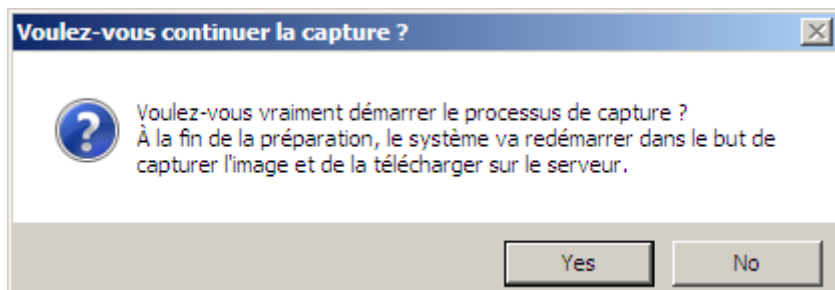 Voulez-vous continuer la capture ?
Voulez-vous vraiment démarrer le processus de capture ?
À la fin de la préparation, le système va redémarrer dans le but de
capturer l'image et de la télécharger sur le serveur.
Yes
No